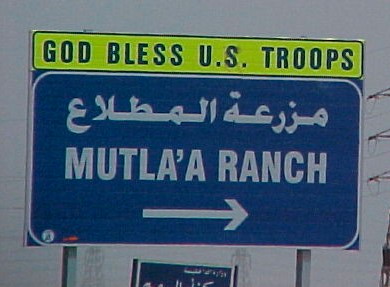 GOD BLESS U.S. TROOPS
مزرعة المطلاع
MUTLA'A RANCH